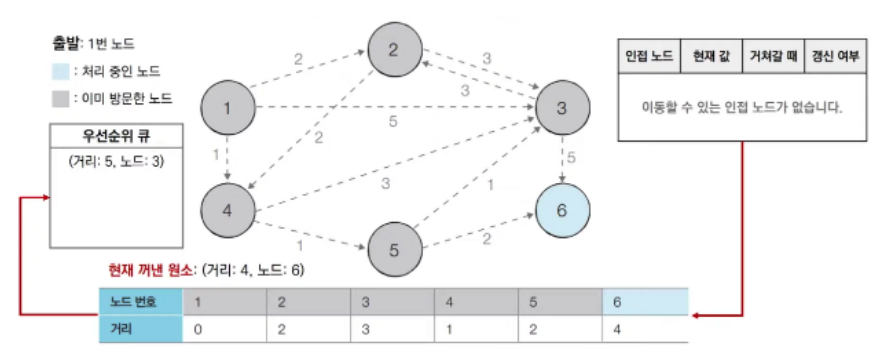 출발: 1번 노드
: 처리 중인 노드
: 이미 방문한 노드
우선순위 큐
(거리: 5, 노드: 3)
1
2
3
4
5
6
2
3
3
5
1
2
3
1
1
2
5
인접 노드 현재 값 거쳐갈 때 갱신 여부
이동할 수 있는 인접 노드가 없습니다.
현재 꺼낸 원소: (거리: 4, 노드: 6)
노드 번호 1 2 3 4 5 6
거리 0 2 3 1 2 4